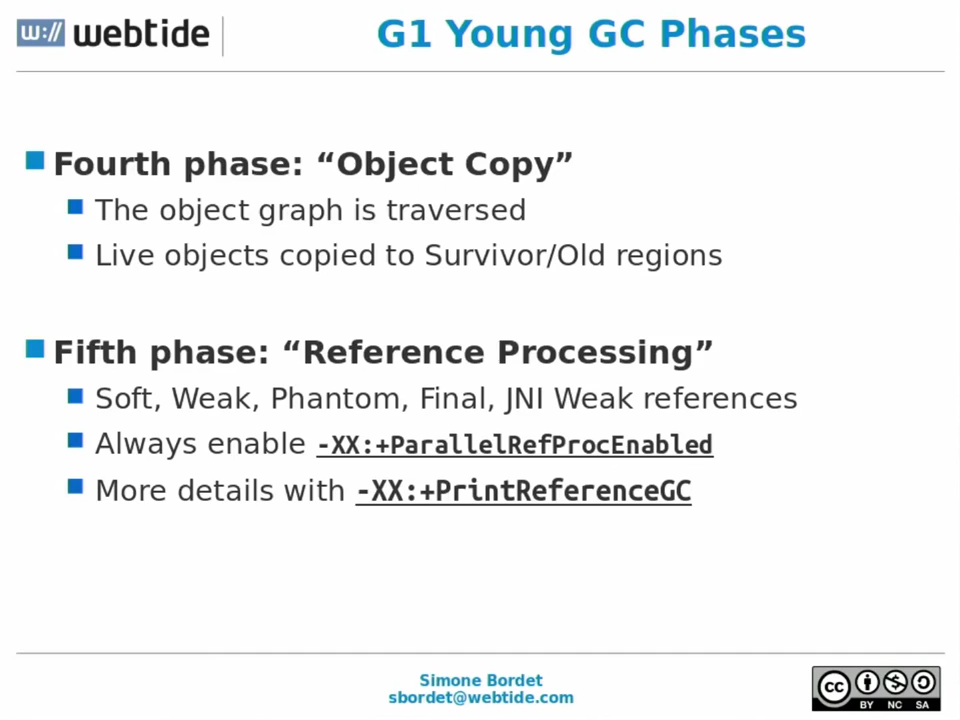 w:// webtide
G1 Young GC Phases
Fourth phase: “Object Copy”
The object graph is traversed
Live objects copied to Survivor/Old regions
Fifth phase: “Reference Processing”
Soft, Weak, Phantom, Final, JNI Weak references
Always enable -XX:+ParallelRefProcEnabled
More details with -XX:+PrintReferenceGC
Simone Bordet
sbordet@webtide.com
cc
BY NC SA